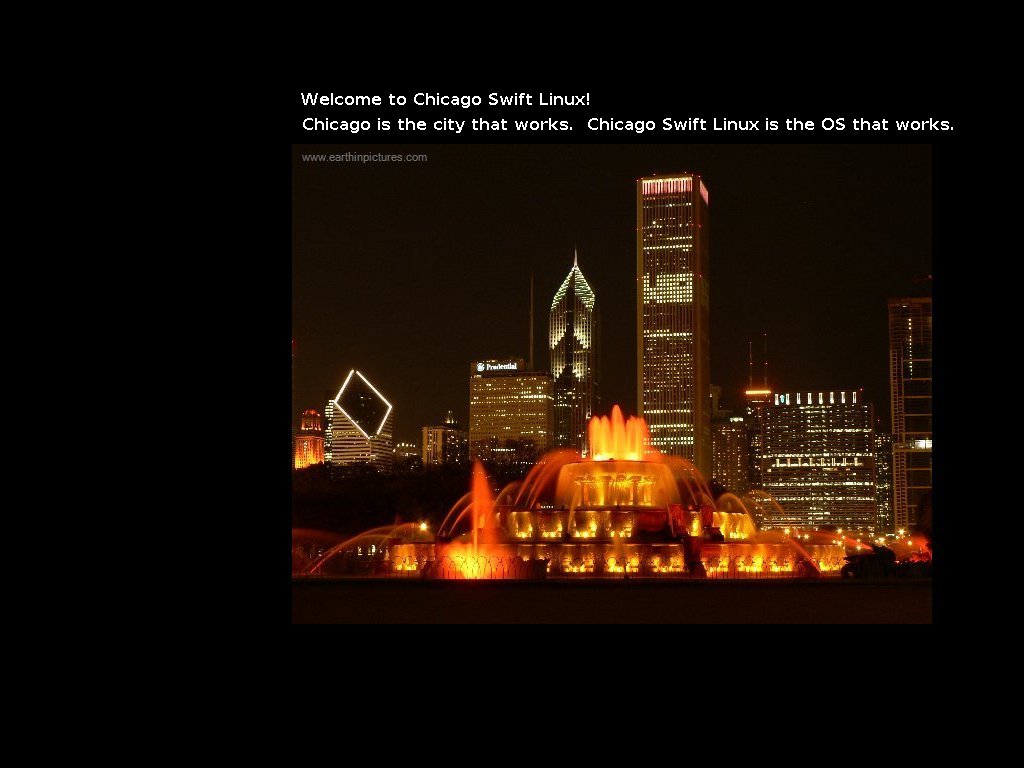 Welcome to Chicago Swift Linux!
Chicago is the city that works.  Chicago Swift Linux is the OS that works.
www.earthinpictures.com
Prudential